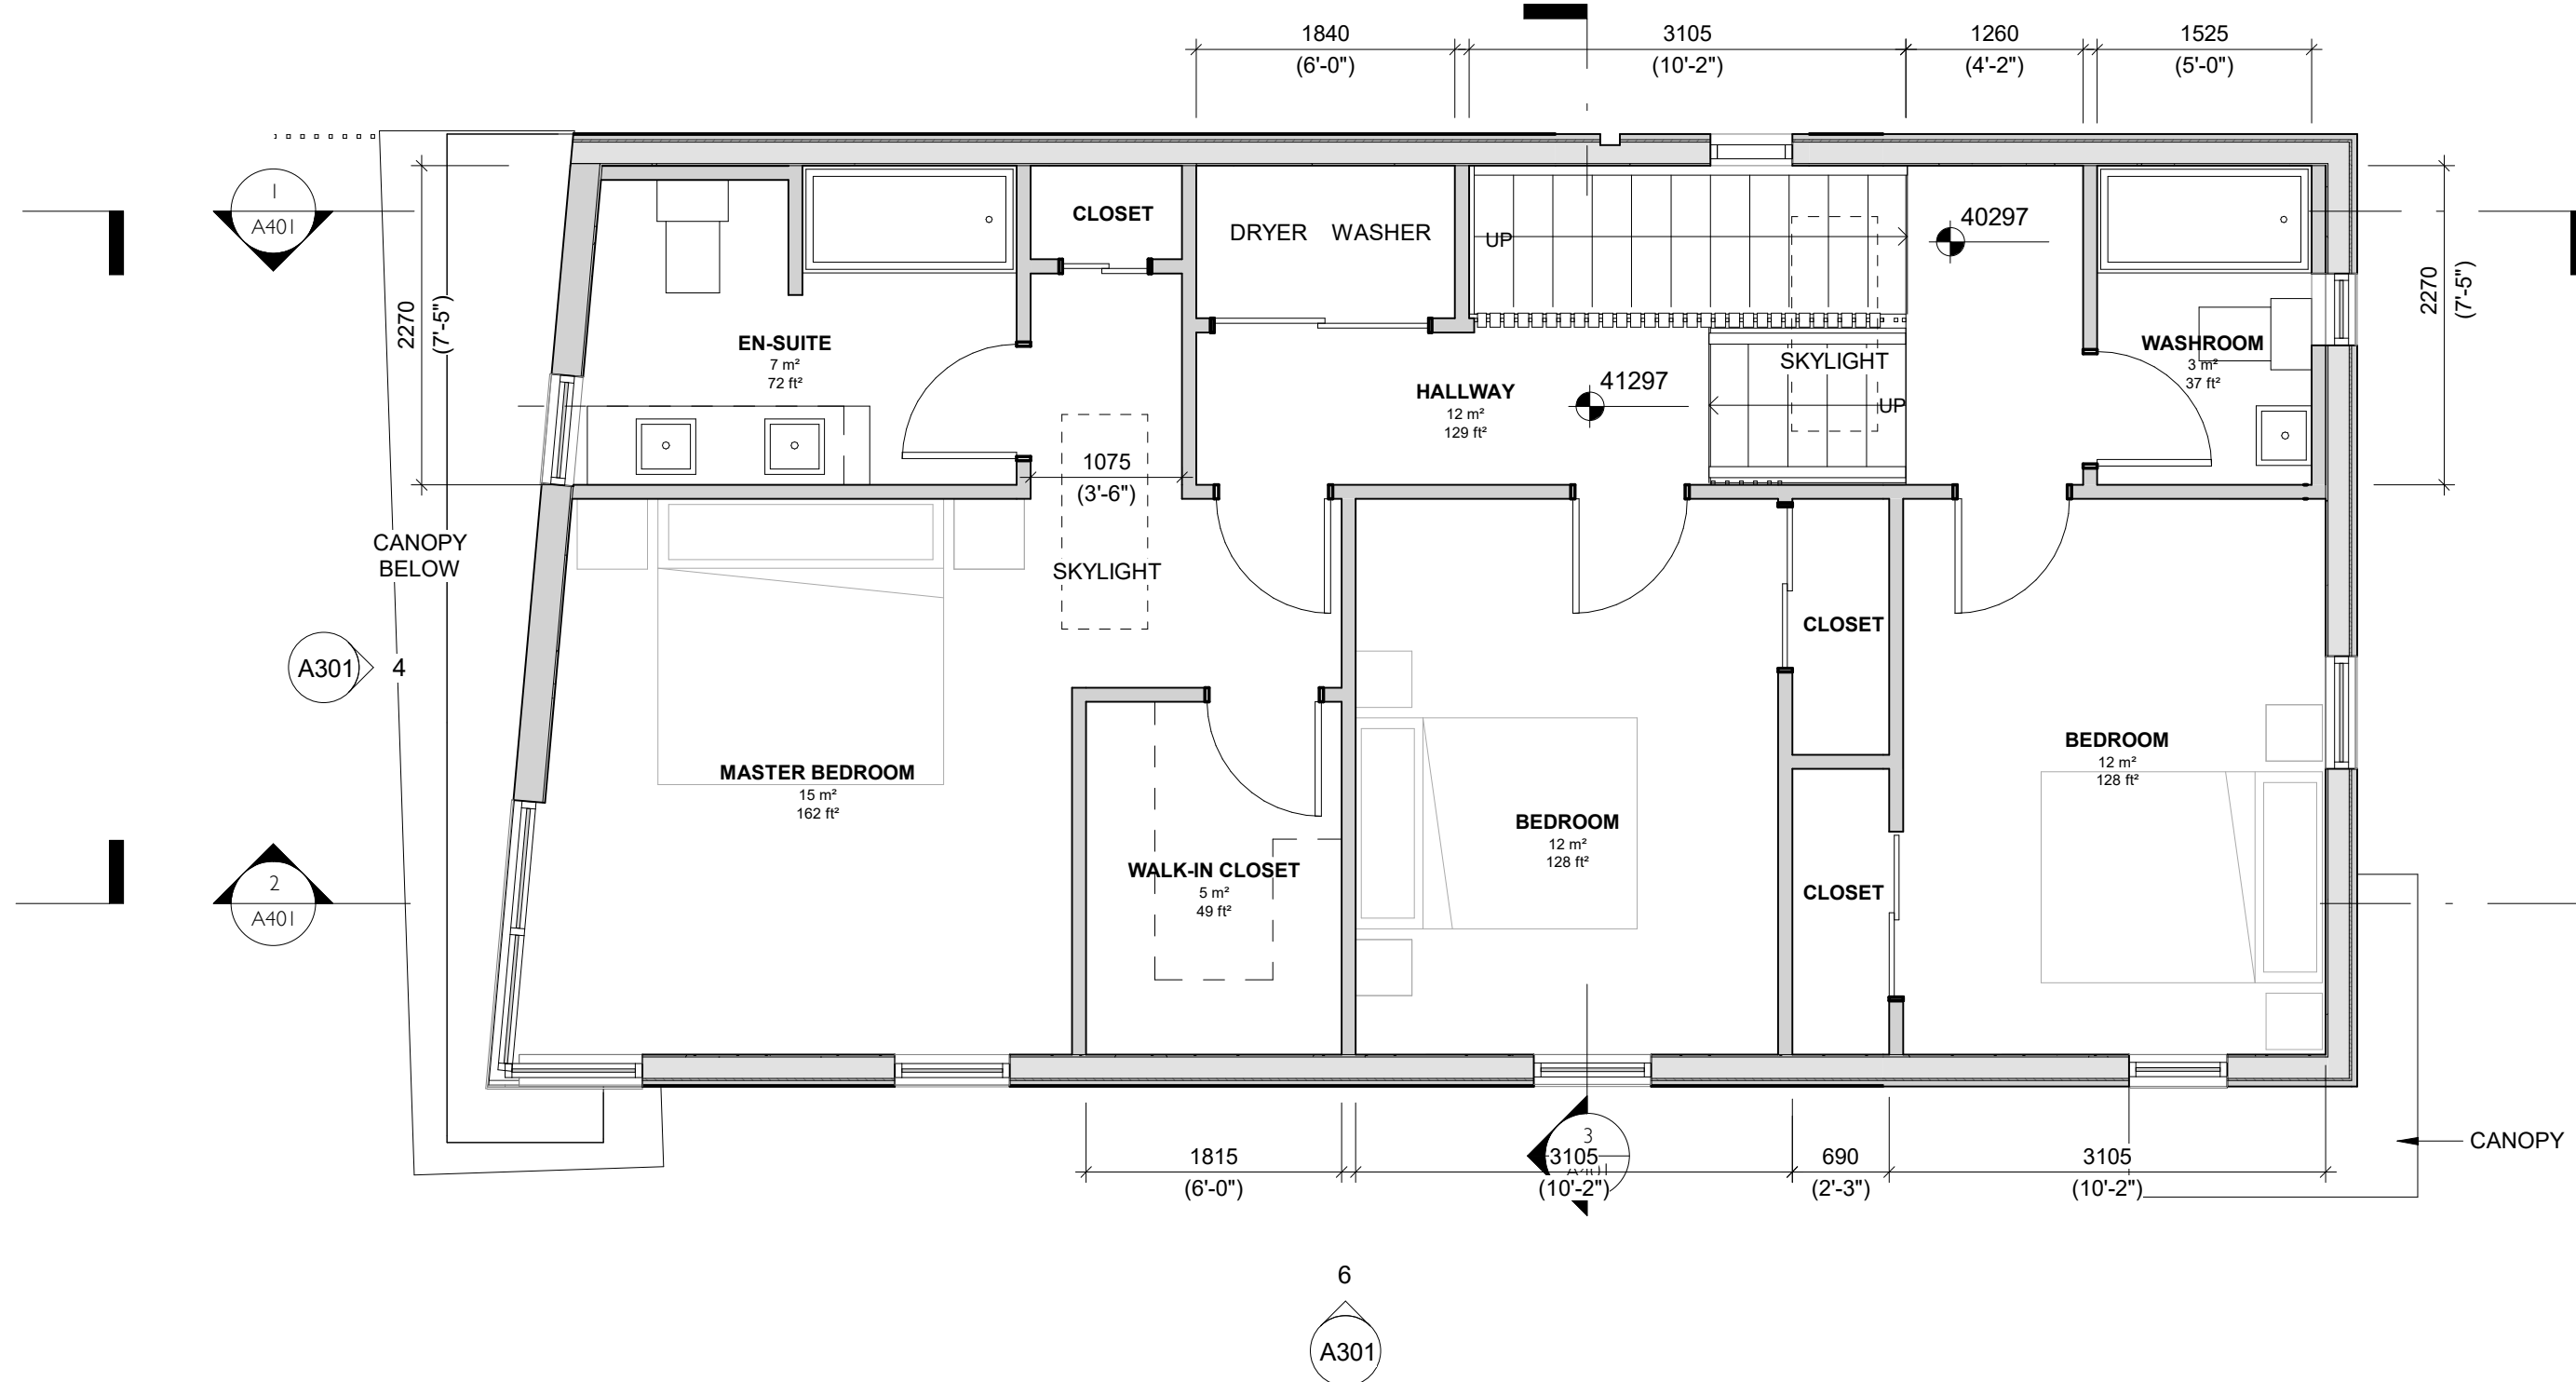 1840
(6'-0")
3105
(10'-2")
1260
(4'-2")
1525
(5'-0")
1
A401
CLOSET
DRYER
WASHER
UP
40297
2270
(7'-5")
EN-SUITE
7 m²
72 ft²
HALLWAY
12 m²
129 ft²
41297
SKYLIGHT
UP
WASHROOM
3 m²
37 ft²
2270
(7'-5")
1075
(3'-6")
CANOPY
BELOW
SKYLIGHT
A301
4
CLOSET
MASTER BEDROOM
15 m²
162 ft²
BEDROOM
12 m²
128 ft²
BEDROOM
12 m²
128 ft²
WALK-IN CLOSET
5 m²
49 ft²
CLOSET
2
A401
3
A401
1815
(6'-0")
3105
(10'-2")
690
(2'-3")
3105
(10'-2")
CANOPY
6
A301